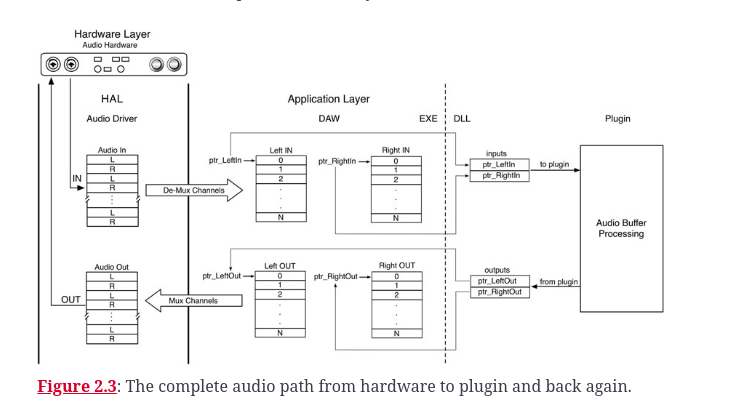 Hardware Layer
Audio Hardware
HAL
Audio Driver
Application Layer
DAW
EXE
DLL
Plugin
Audio In
L
R
L
R
L
R
IN
De-Mux Channels
ptr_LeftIn
Left IN
0
1
2
N
ptr_RightIn
Right IN
0
1
2
N
inputs
ptr_LeftIn
ptr_RightIn
to plugin
Audio Buffer
Processing
Audio Out
L
R
L
R
L
R
OUT
Mux Channels
ptr_LeftOut
Left OUT
0
1
2
N
ptr_RightOut
Right OUT
0
1
2
N
outputs
ptr_LeftOut
ptr_RightOut
from plugin
Figure 2.3: The complete audio path from hardware to plugin and back again.